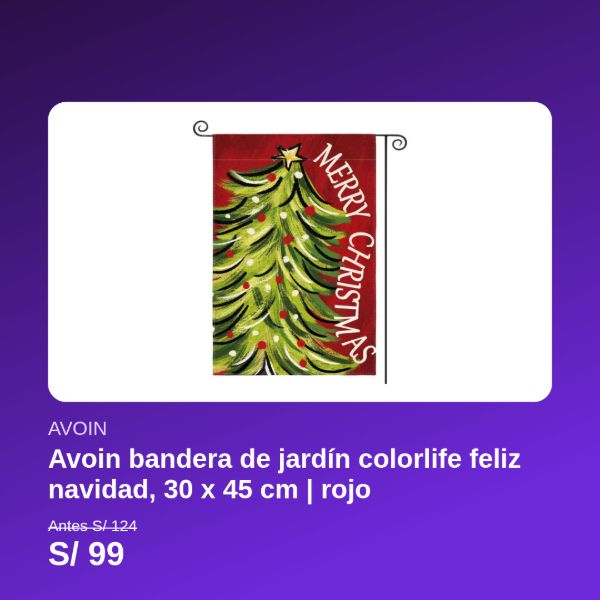 MERRY CHRISTMAS
AVOIN
Avoin bandera de jardín colorlife feliz
navidad, 30 x 45 cm | rojo
Antes S/ 124
S/ 99